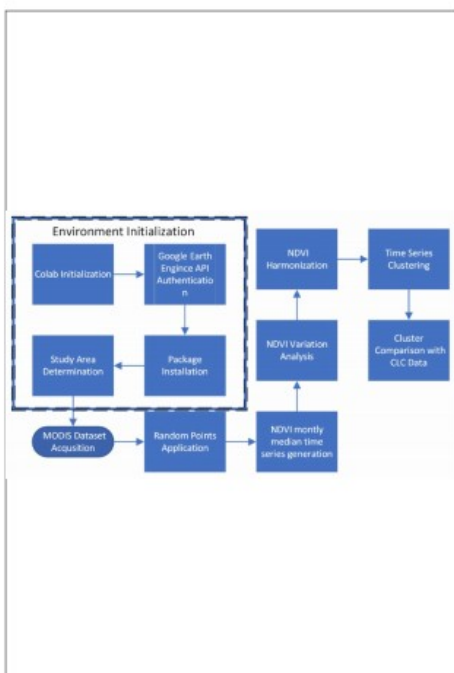 Environment Initialization
Colab Initialization
Google Earth
Engince API
Authenticatio
n
Study Area
Determination
Package
Installation
MODIS Dataset
Acqusition
Random Points
Application
NDVI montly
median time
series generation
NDVI Variation
Analysis
NDVI
Harmonization
Time Series
Clustering
Cluster
Comparison with
CLC Data